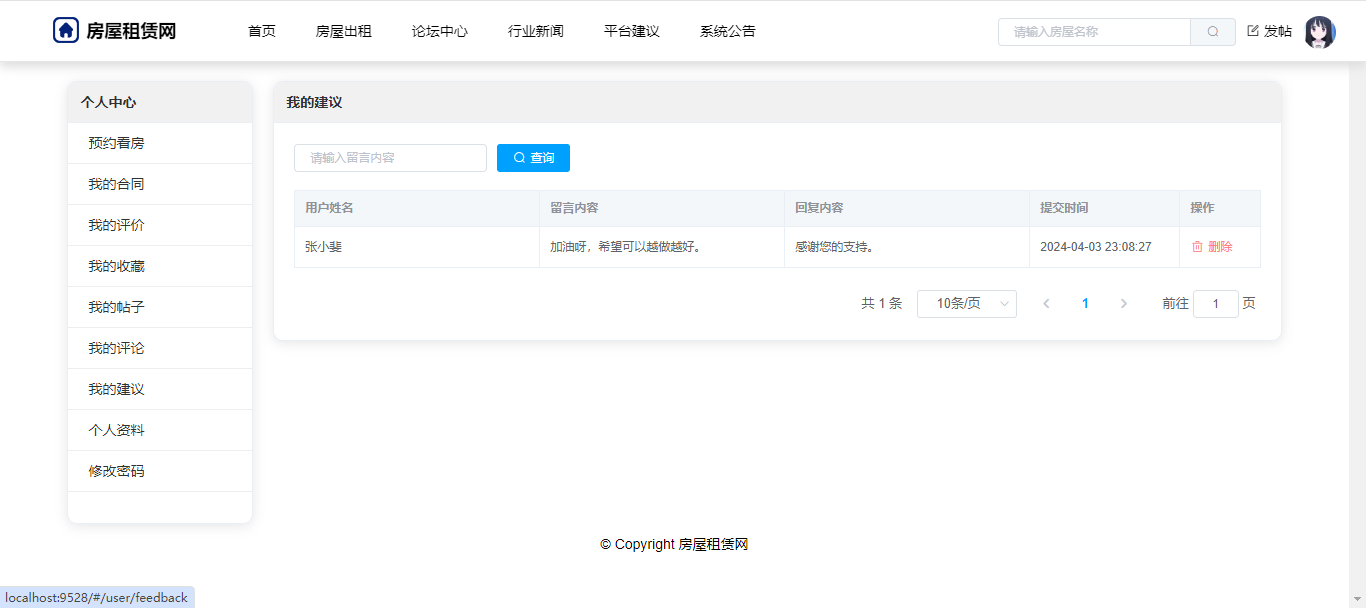 房屋租赁网 首页 房屋出租 论坛中心 行业新闻 平台建议 系统公告 请输入房屋名称 发帖
个人中心
预约看房
我的合同
我的评价
我的收藏
我的帖子
我的评论
我的建议
个人资料
修改密码
我的建议
请输入留言内容 查询
用户姓名 留言内容 回复内容 提交时间 操作
张小斐 加油呀，希望可以越做越好。 感谢您的支持。 2024-04-03 23:08:27 删除
共 1 条 10条/页 1 前往 1 页
© Copyright 房屋租赁网
localhost:9528/#/user/feedback